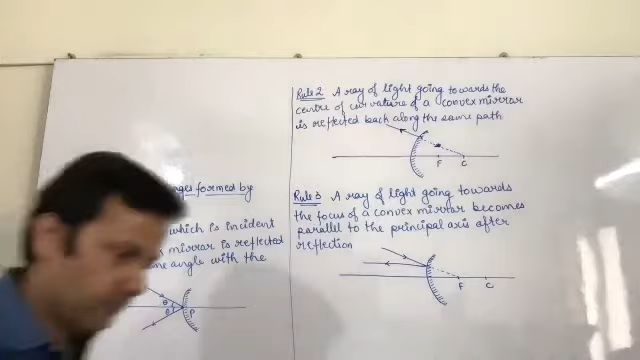 ages formed by
which is incident
mirror is reflected
me angle with the
θ
θ
P
Rule 2 A ray of light going towards the
centre of curvature of a convex mirror
is reflected back along the same path
F C
Rule 3 A ray of light going towards
the focus of a convex mirror becomes
parallel to the principal axis after
reflection
F C